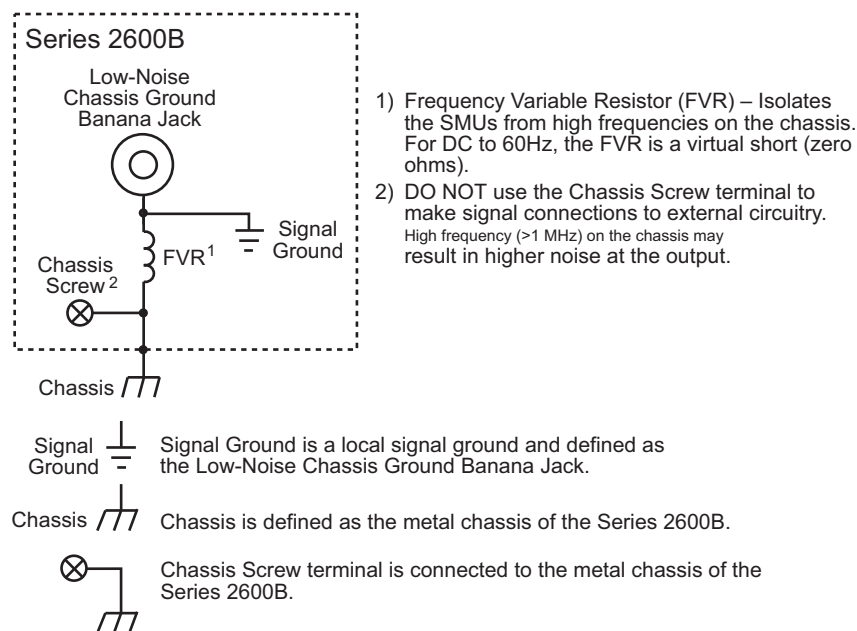 Series 2600B
Low-Noise
Chassis Ground
Banana Jack
Signal
Ground
FVR1
Chassis
Screw 2
Chassis
1) Frequency Variable Resistor (FVR) – Isolates
the SMUs from high frequencies on the chassis.
For DC to 60Hz, the FVR is a virtual short (zero
ohms).
2) DO NOT use the Chassis Screw terminal to
make signal connections to external circuitry.
High frequency (>1 MHz) on the chassis may
result in higher noise at the output.
Signal
Ground
Signal Ground is a local signal ground and defined as
the Low-Noise Chassis Ground Banana Jack.
Chassis
Chassis is defined as the metal chassis of the Series 2600B.
Chassis Screw terminal is connected to the metal chassis of the
Series 2600B.